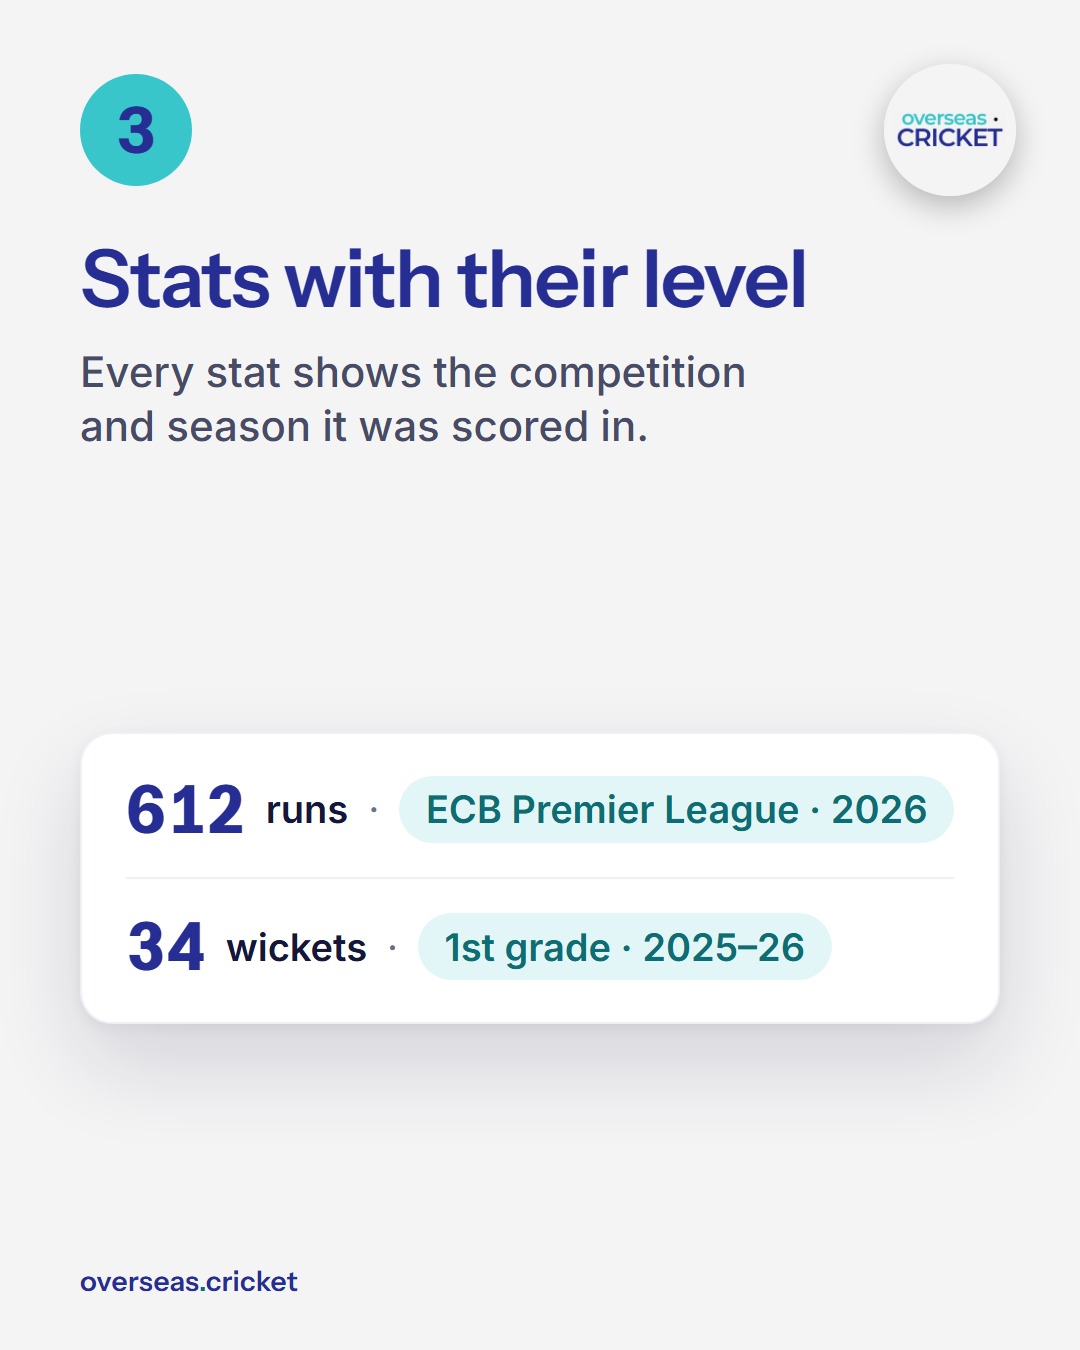 3
overseas ·
CRICKET
Stats with their level
Every stat shows the competition
and season it was scored in.
612 runs · ECB Premier League · 2026
34 wickets · 1st grade · 2025–26
overseas.cricket